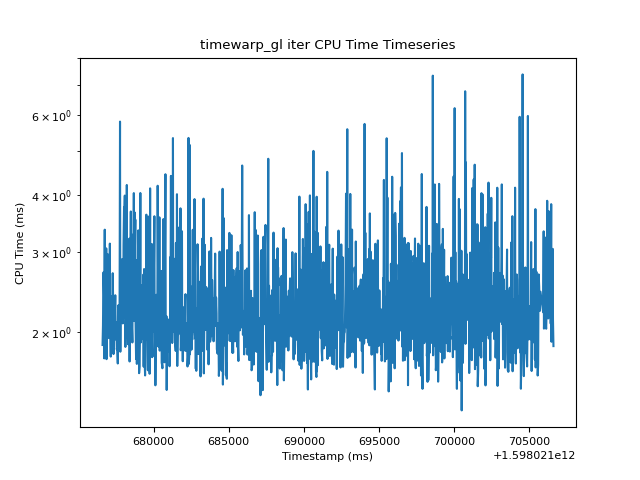 timewarp_gl iter CPU Time Timeseries
CPU Time (ms)
6 × 10⁰
4 × 10⁰
3 × 10⁰
2 × 10⁰
680000 685000 690000 695000 700000 705000
Timestamp (ms)
+1.598021e12